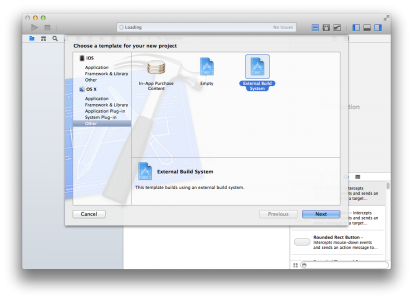 Loading
No Issues
Choose a template for your new project
iOS
Application
Framework & Library
Other
OS X
Application
Framework & Library
Application Plug-in
System Plug-in
Other
In-App Purchase
Content
Empty
External Build
System
External Build System
This template builds using an external build system.
Cancel
Previous
Next
ction
Intercepts
and sends an
a target...
- Intercepts
and sends an
target...
Rounded Rect Button -
Intercepts mouse-down events
and sends an action message to...